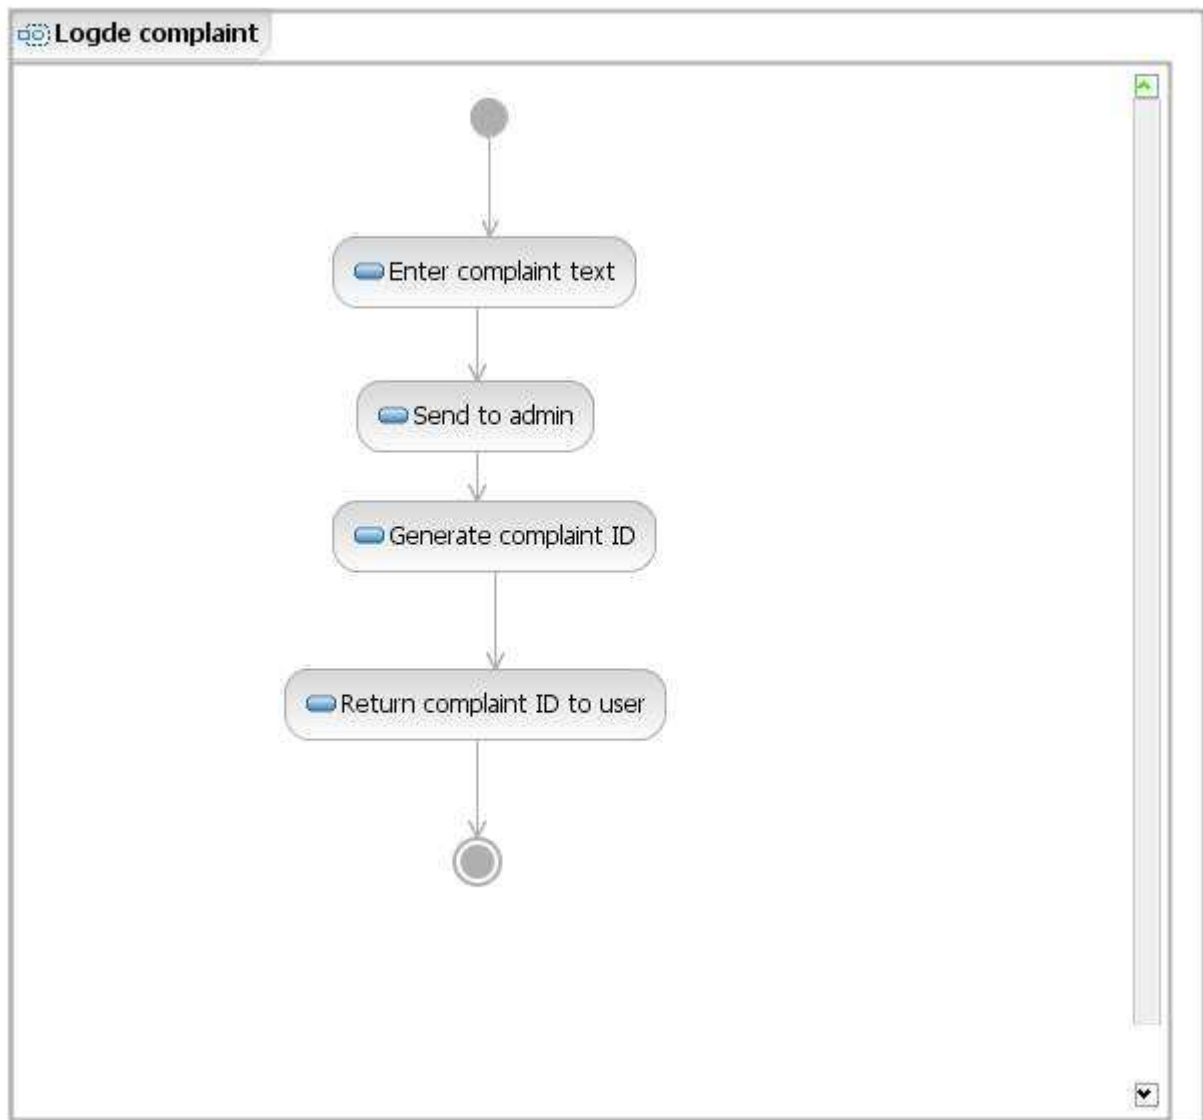 Logde complaint
Enter complaint text
Send to admin
Generate complaint ID
Return complaint ID to user